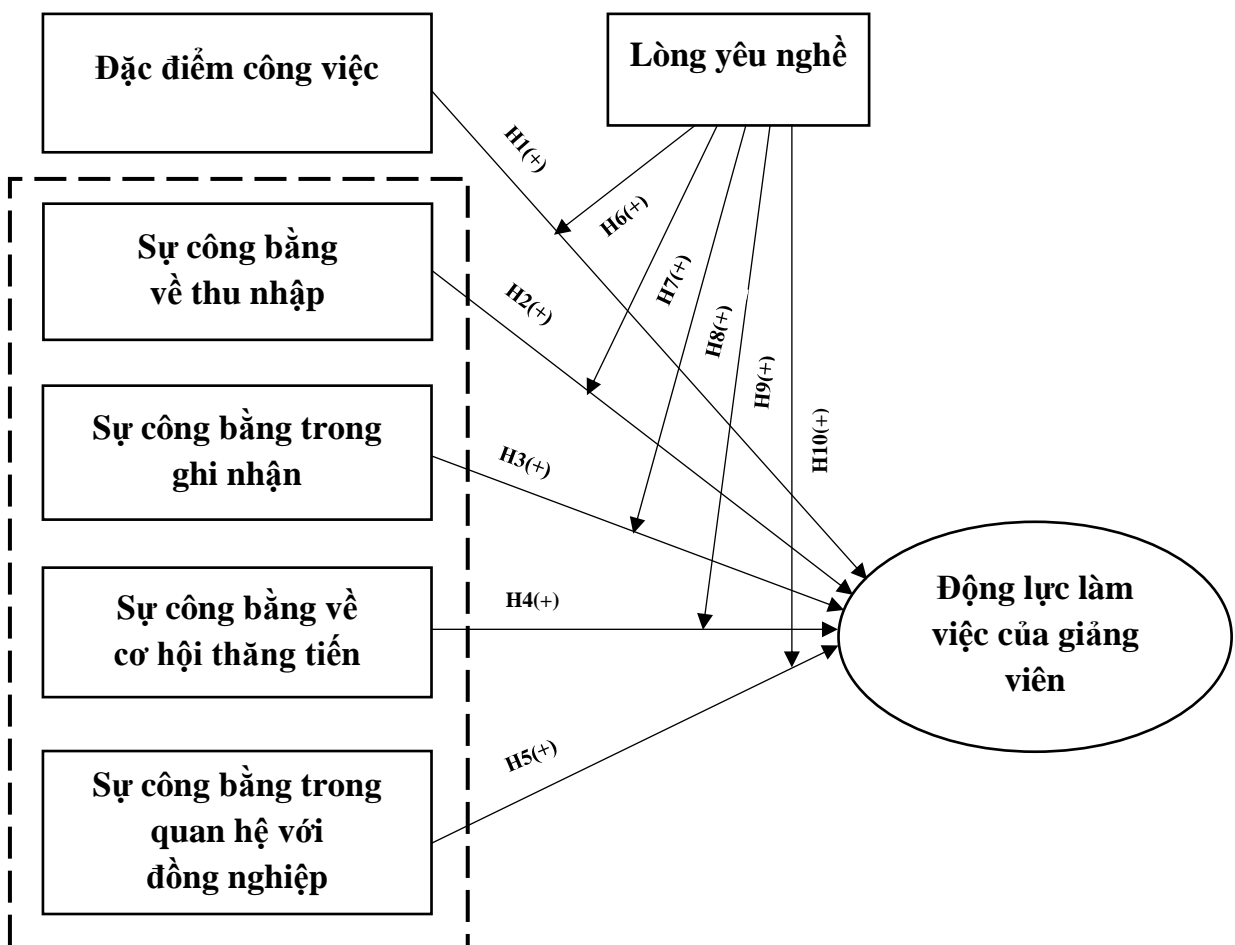 Đặc điểm công việc
Lòng yêu nghề
H1(+)
H6(+)
Sự công bằng
về thu nhập
H2(+)
H7(+)
H8(+)
H9(+)
H10(+)
Sự công bằng trong
ghi nhận
H3(+)
Sự công bằng về
cơ hội thăng tiến
H4(+)
Động lực làm
việc của giảng
viên
Sự công bằng trong
quan hệ với
đồng nghiệp
H5(+)